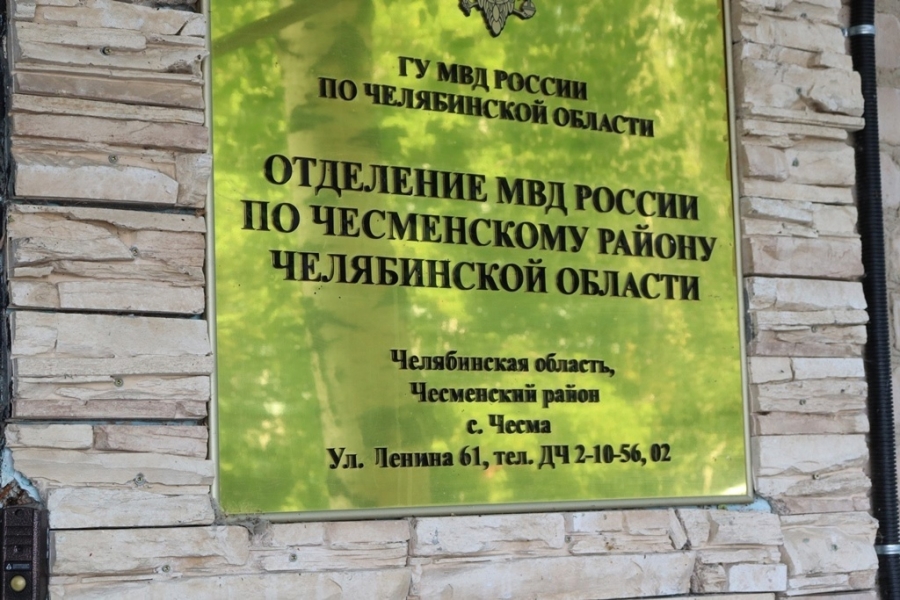 ГУ МВД РОССИИ
ПО ЧЕЛЯБИНСКОЙ ОБЛАСТИ
ОТДЕЛЕНИЕ МВД РОССИИ
ПО ЧЕСМЕНСКОМУ РАЙОНУ
ЧЕЛЯБИНСКОЙ ОБЛАСТИ
Челябинская область,
Чесменский район
с. Чесма
Ул. Ленина 61, тел. ДЧ 2-10-56, 02